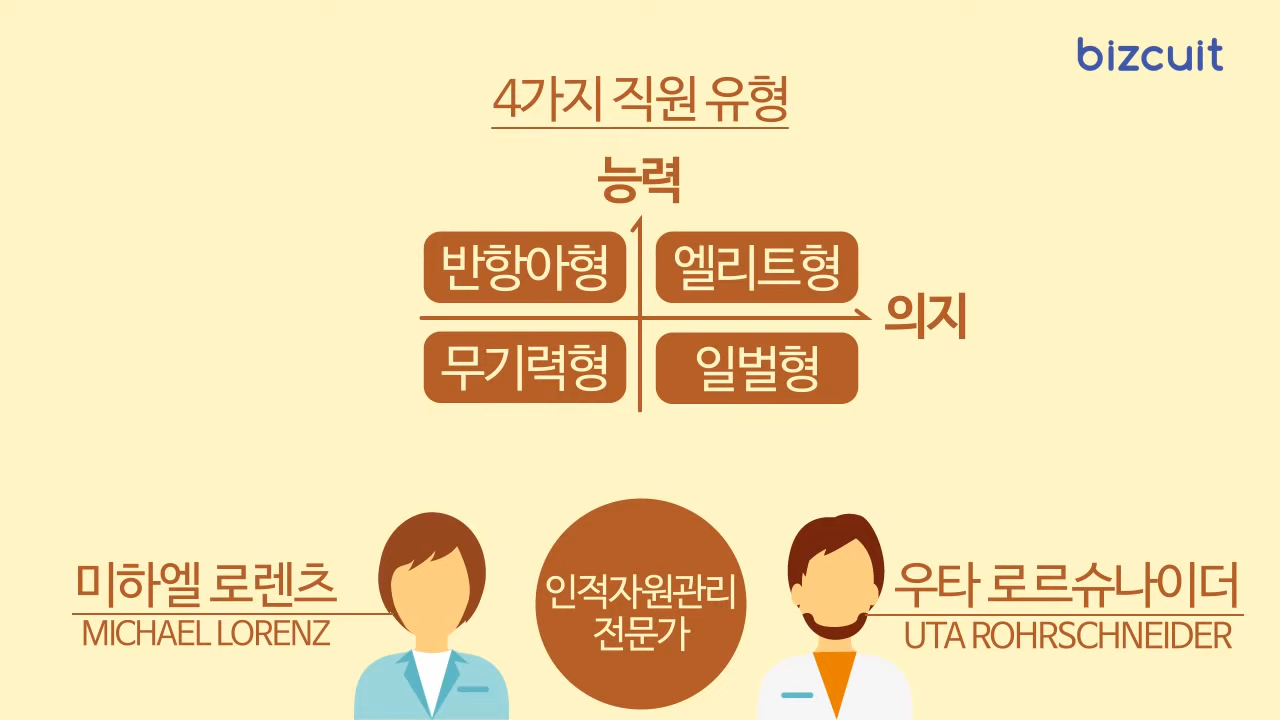 bizcuit
4가지 직원 유형
능력
반항아형 엘리트형
의지
무기력형 일벌형
인적자원관리
전문가
미하엘 로렌츠
MICHAEL LORENZ
우타 로르슈나이더
UTA ROHRSCHNEIDER